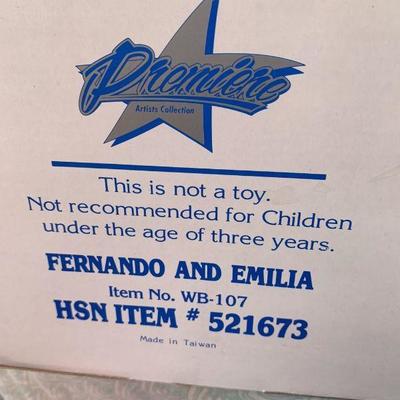 Premiere
Artists Collection
This is not a toy.
Not recommended for Children
under the age of three years.
FERNANDO AND EMILIA
Item No. WB-107
HSN ITEM # 521673
Made in Taiwan